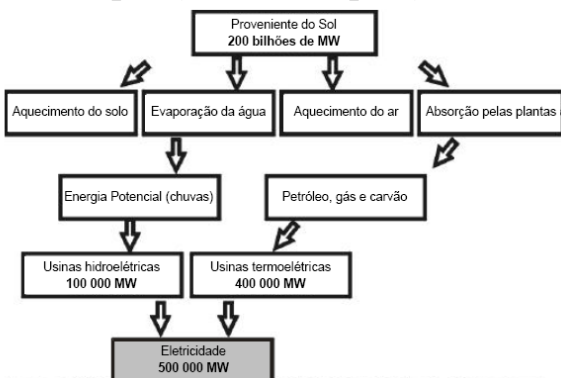 Proveniente do Sol
200 bilhões de MW
Aquecimento do solo
Evaporação da água
Aquecimento do ar
Absorção pelas plantas
Energia Potencial (chuvas)
Petróleo, gás e carvão
Usinas hidroelétricas
100 000 MW
Usinas termoelétricas
400 000 MW
Eletricidade
500 000 MW